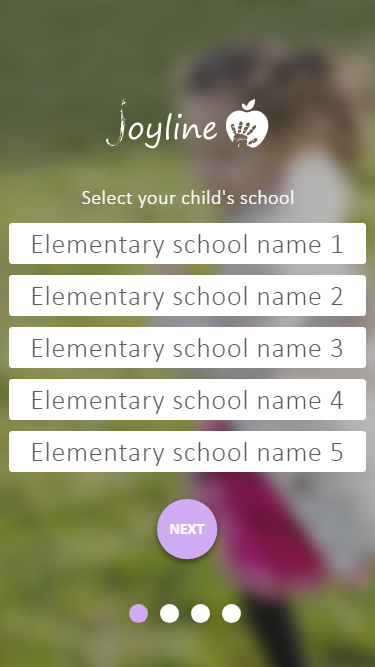 Joyline
Select your child's school
Elementary school name 1
Elementary school name 2
Elementary school name 3
Elementary school name 4
Elementary school name 5
NEXT